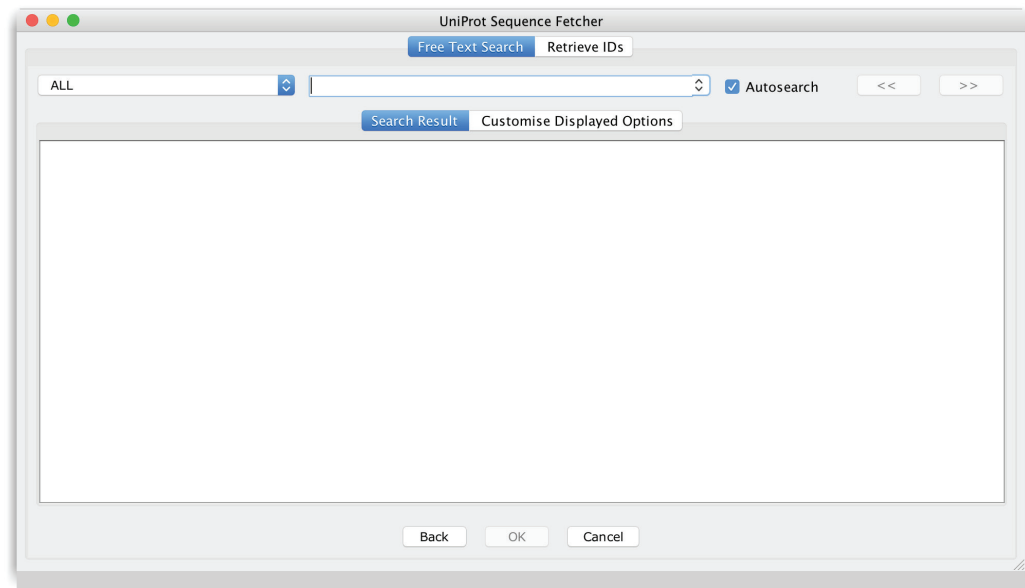 UniProt Sequence Fetcher
Free Text Search Retrieve IDs
ALL Autosearch << >>
Search Result Customise Displayed Options
Back OK Cancel